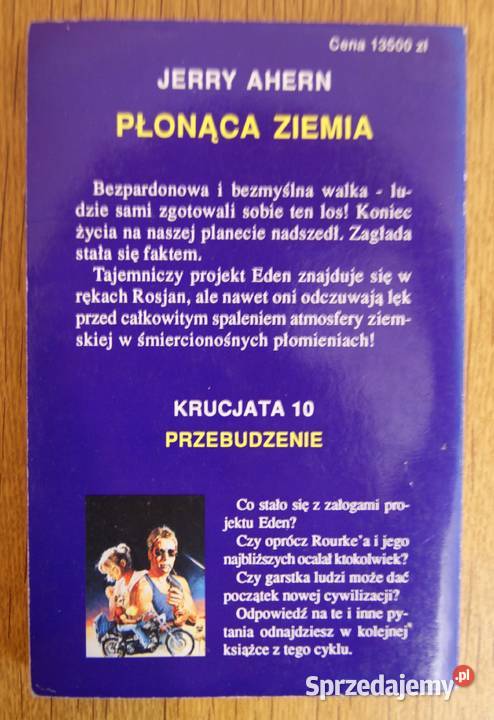 Cena 13500 zł
JERRY AHERN
PŁONĄCA ZIEMIA
Bezpardonowa i bezmyślna walka - lu-
dzie sami zgotowali sobie ten los! Koniec
życia na naszej planecie nadszedł. Zagłada
stała się faktem.
Tajemniczy projekt Eden znajduje się w
rękach Rosjan, ale nawet oni odczuwają lęk
przed całkowitym spaleniem atmosfery ziem-
skiej w śmiercionośnych płomieniach!
KRUCJATA 10
PRZEBUDZENIE
Co stało się z załogami pro-
jektu Eden?
Czy oprócz Rourke'a i jego
najbliższych ocalał ktokolwiek?
Czy garstka ludzi może dać
początek nowej cywilizacji?
Odpowiedź na te i inne py-
tania odnajdziesz w kolejnej
książce z tego cyklu.
Sprzedajemy.pl